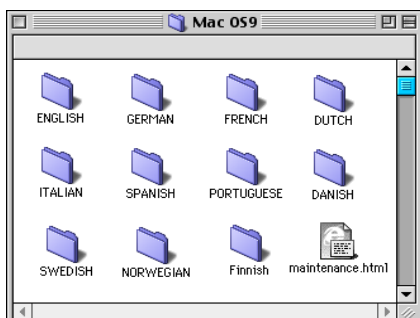 Mac OS9
ENGLISH GERMAN FRENCH DUTCH
ITALIAN SPANISH PORTUGUESE DANISH
SWEDISH NORWEGIAN Finnish maintenance.html